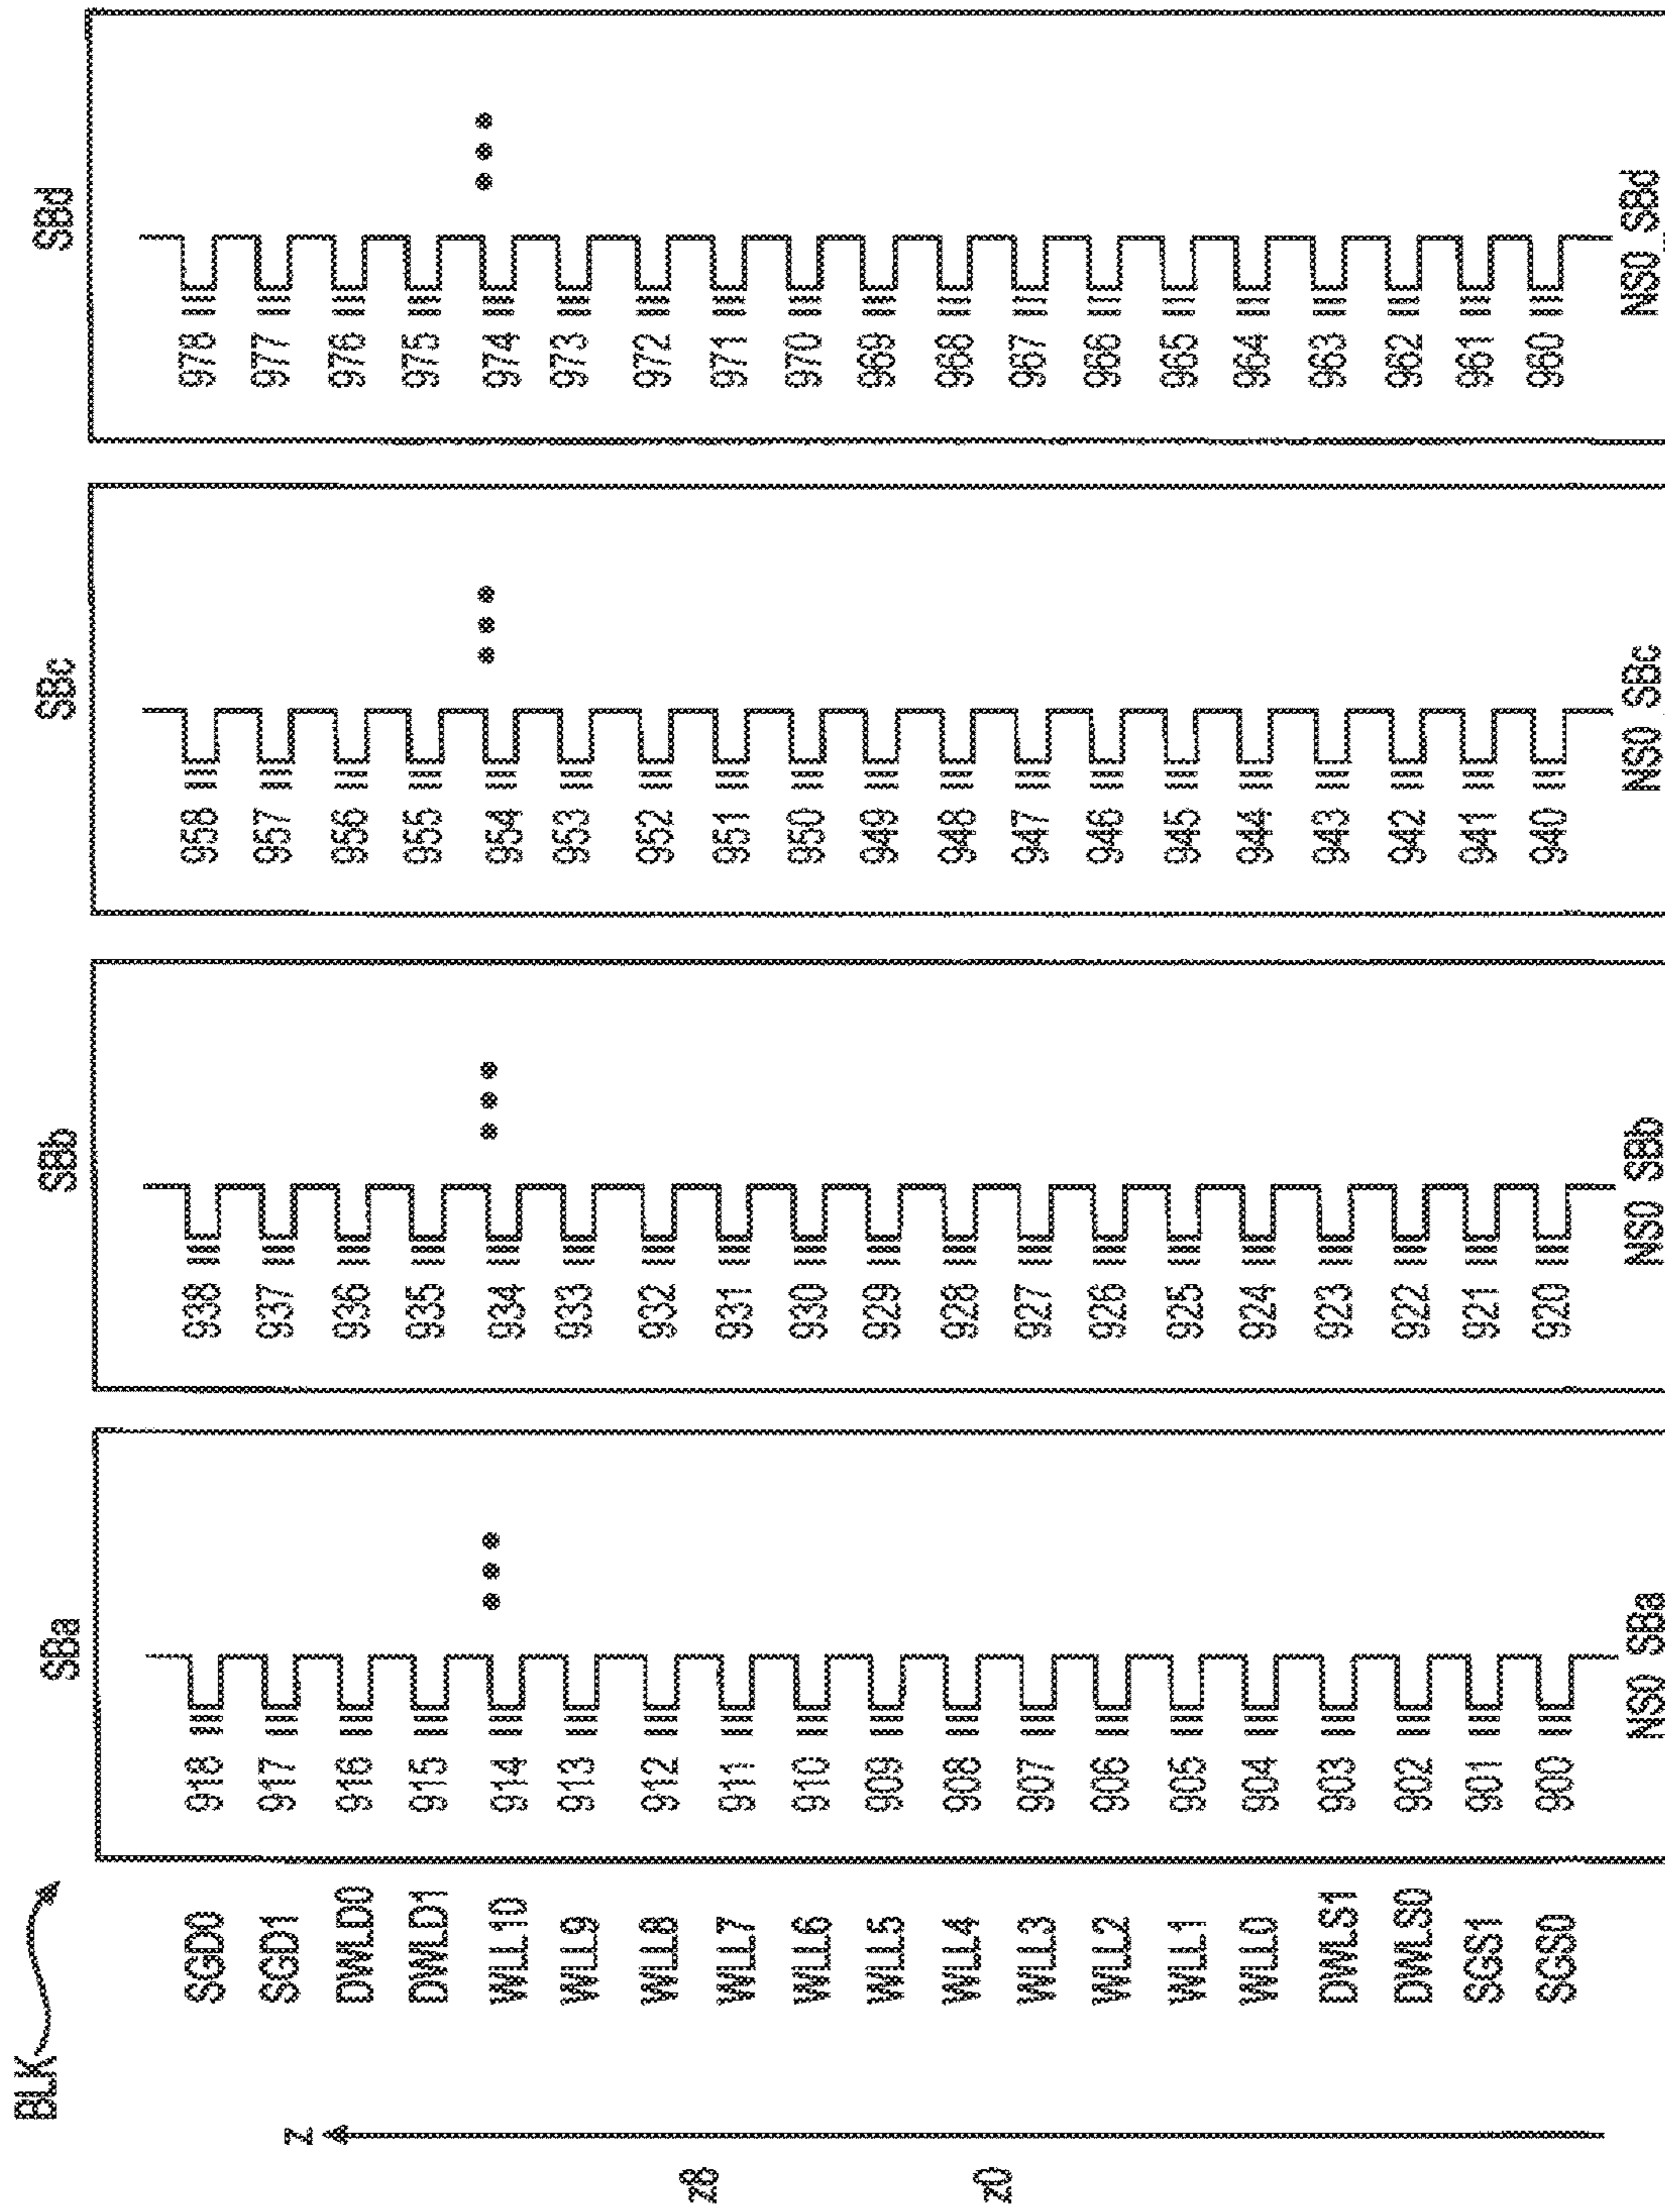 BLK
SBa SBb SBc SBd
SGD0 918 938 958 978
SGD1 917 937 957 977
z
DWLD0 916 936 956 976
DWLD1 915 935 955 975
WLL10 914 934 954 974
WLL9 913 933 953 973
WLL8 912 932 952 972
z8
WLL7 911 931 951 971
WLL6 910 930 950 970
WLL5 909 929 949 969
WLL4 908 928 948 968
z0
WLL3 907 927 947 967
WLL2 906 926 946 966
WLL1 905 925 945 965
WLL0 904 924 944 964
DWLS1 903 923 943 963
DWLS0 902 922 942 962
SGS1 901 921 941 961
SGS0 900 920 940 960
NS0_SBa NS0_SBb NS0_SBc NS0_SBd